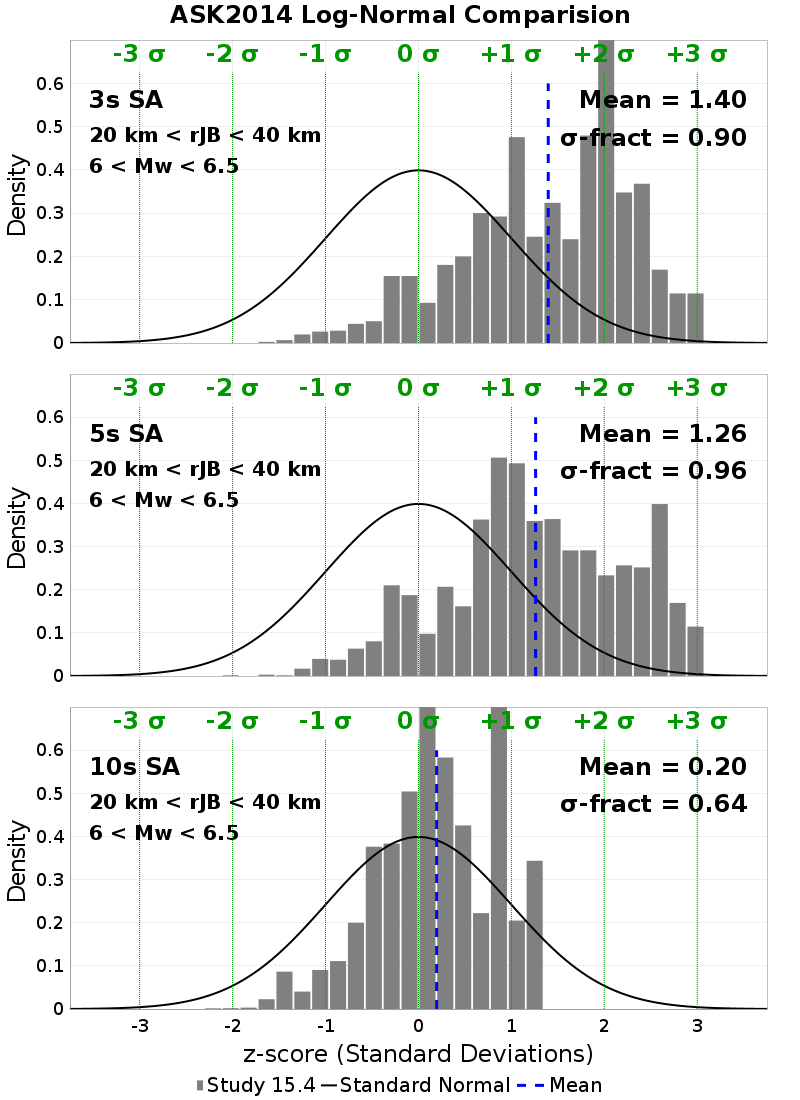 ASK2014 Log-Normal Comparision
-3 σ -2 σ -1 σ 0 σ +1 σ +2 σ +3 σ
3s SA
20 km < rJB < 40 km
6 < Mw < 6.5
Mean = 1.40
σ-fract = 0.90
Density
0.6
0.5
0.4
0.3
0.2
0.1
0
-3 σ -2 σ -1 σ 0 σ +1 σ +2 σ +3 σ
5s SA
20 km < rJB < 40 km
6 < Mw < 6.5
Mean = 1.26
σ-fract = 0.96
Density
0.6
0.5
0.4
0.3
0.2
0.1
0
-3 σ -2 σ -1 σ 0 σ +1 σ +2 σ +3 σ
10s SA
20 km < rJB < 40 km
6 < Mw < 6.5
Mean = 0.20
σ-fract = 0.64
Density
0.6
0.5
0.4
0.3
0.2
0.1
0
-3 -2 -1 0 1 2 3
z-score (Standard Deviations)
Study 15.4 Standard Normal Mean